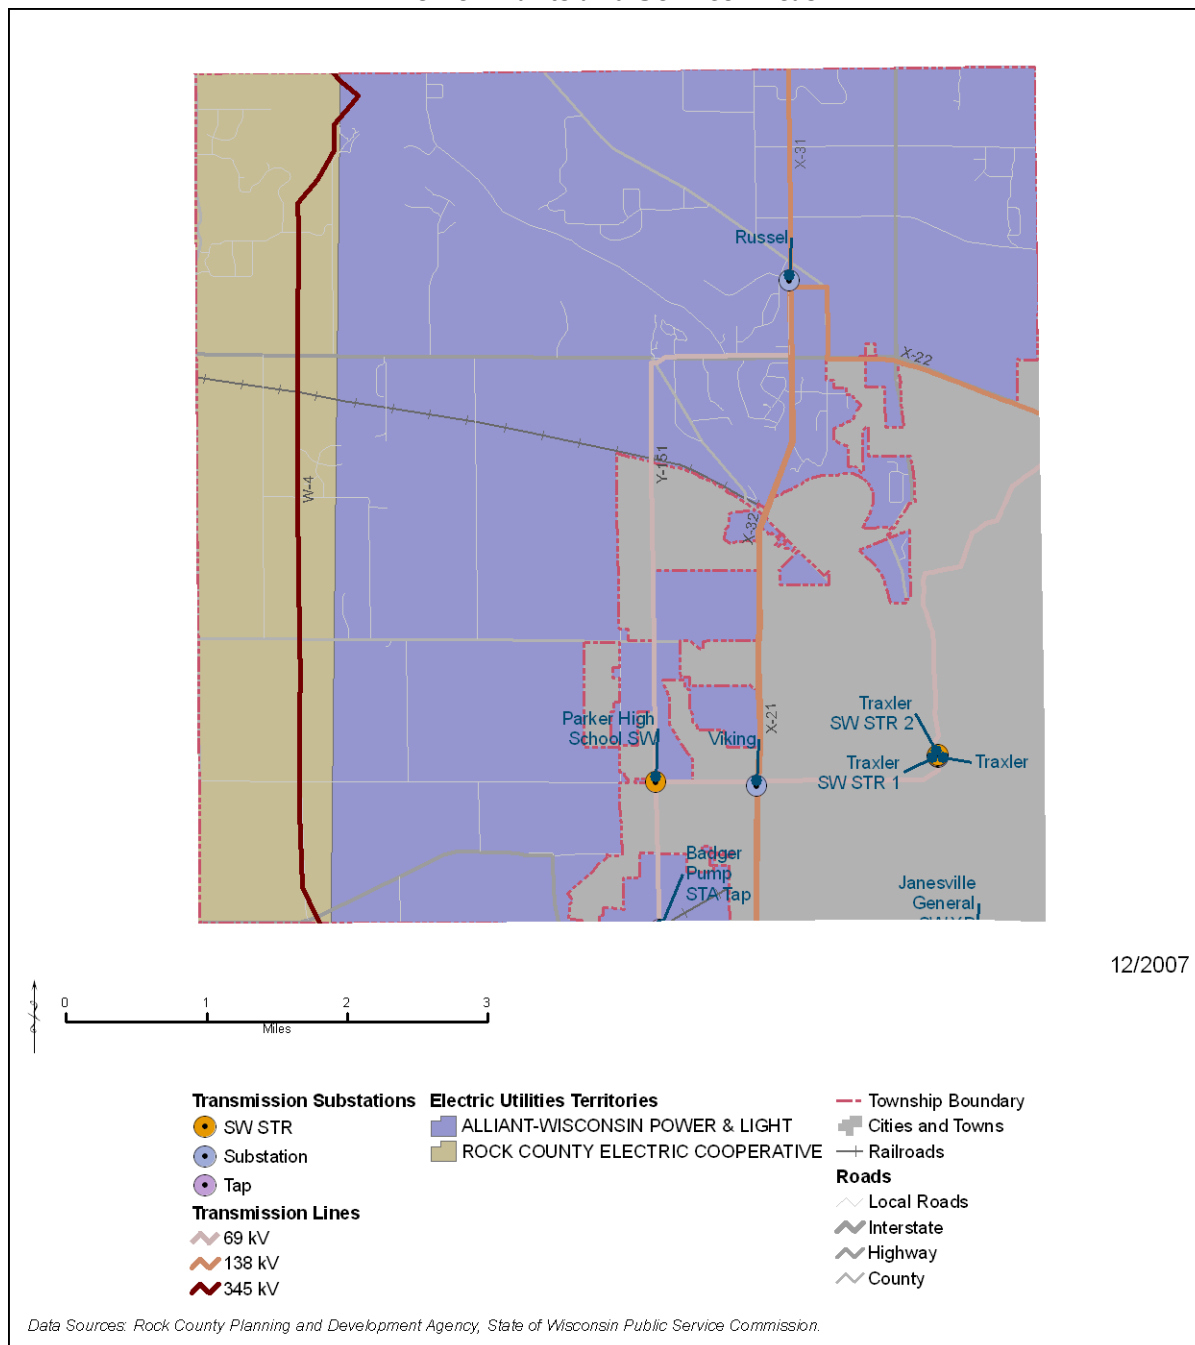 X-31
Russel
X-22
Y-151
W-4
X-32
X-21
Parker High
School SW
Viking
Traxler
SW STR 2
Traxler
SW STR 1
Traxler
Badger
Pump
STA Tap
Janesville
General
12/2007
0 1 2 3
Miles
Transmission Substations
SW STR
Substation
Tap
Transmission Lines
69 kV
138 kV
345 kV
Electric Utilities Territories
ALLIANT-WISCONSIN POWER & LIGHT
ROCK COUNTY ELECTRIC COOPERATIVE
Township Boundary
Cities and Towns
Railroads
Roads
Local Roads
Interstate
Highway
County
Data Sources: Rock County Planning and Development Agency, State of Wisconsin Public Service Commission.